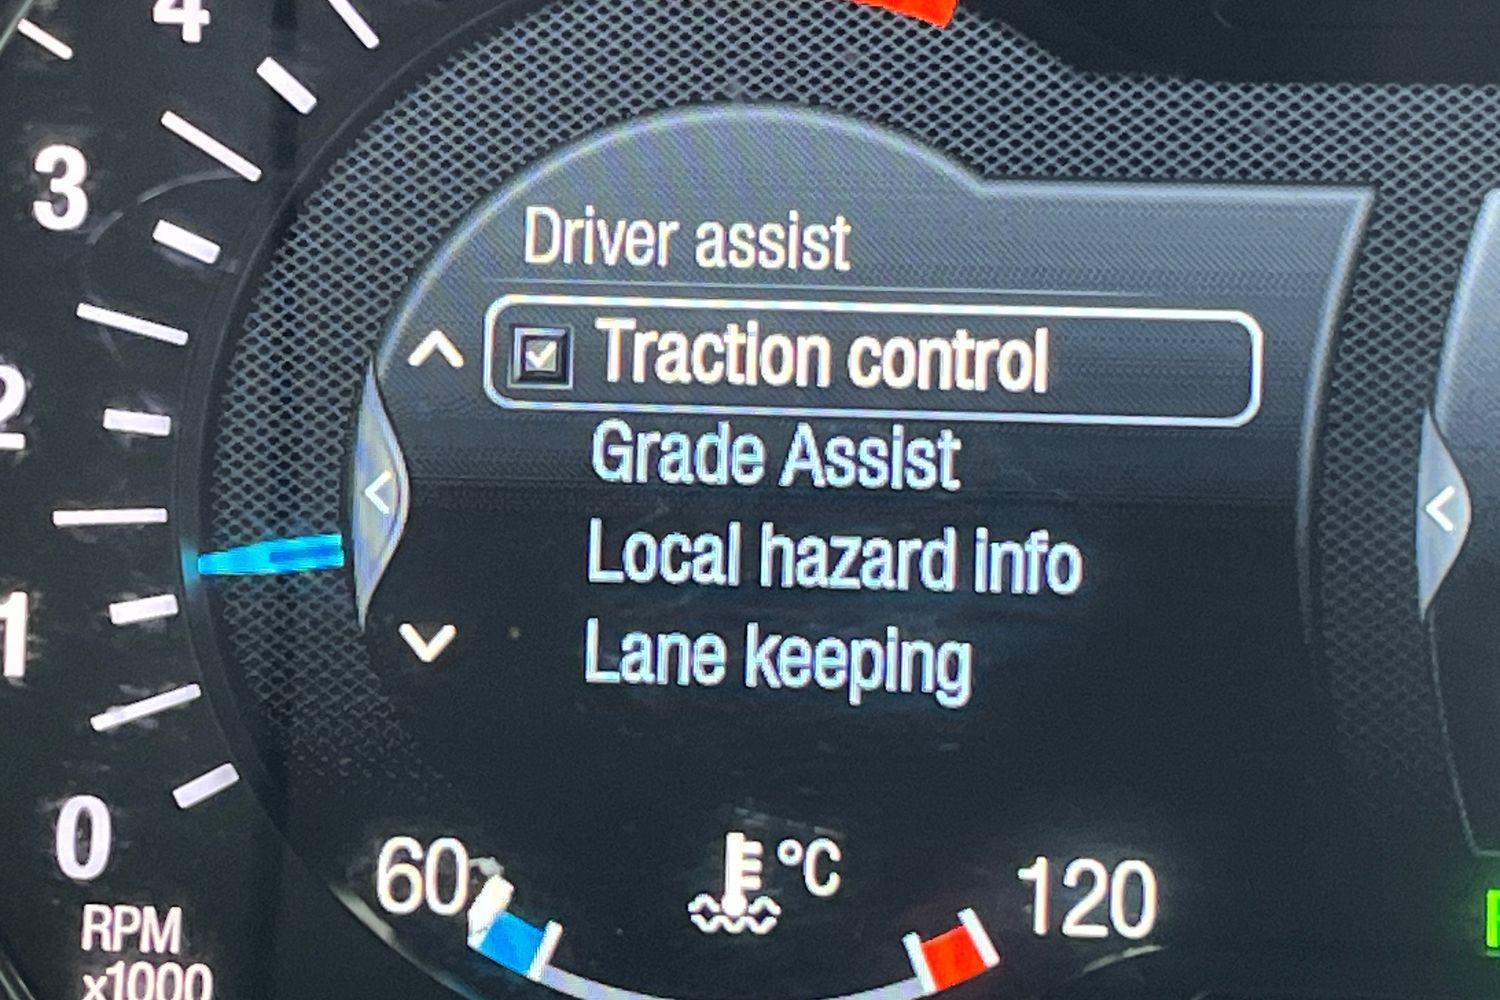 4
3
2
1
0
RPM
x1000
Driver assist
Traction control
Grade Assist
Local hazard info
Lane keeping
60
°C
120